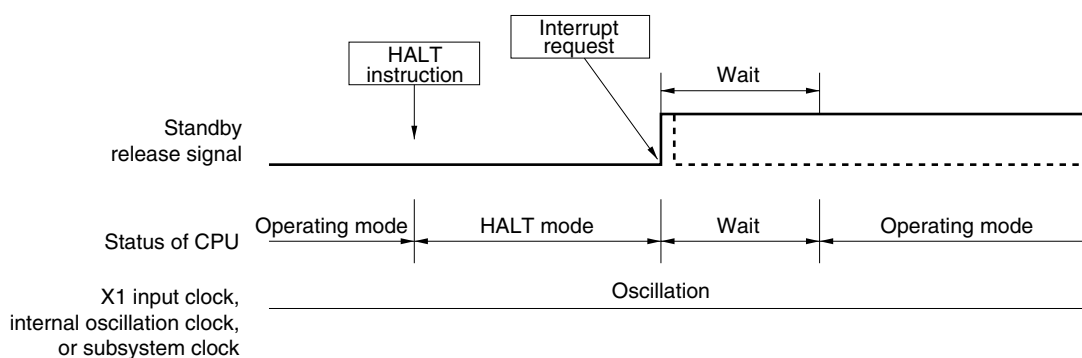 Interrupt
request
HALT
instruction
Wait
Standby
release signal
Status of CPU
Operating mode
HALT mode
Wait
Operating mode
X1 input clock,
internal oscillation clock,
or subsystem clock
Oscillation